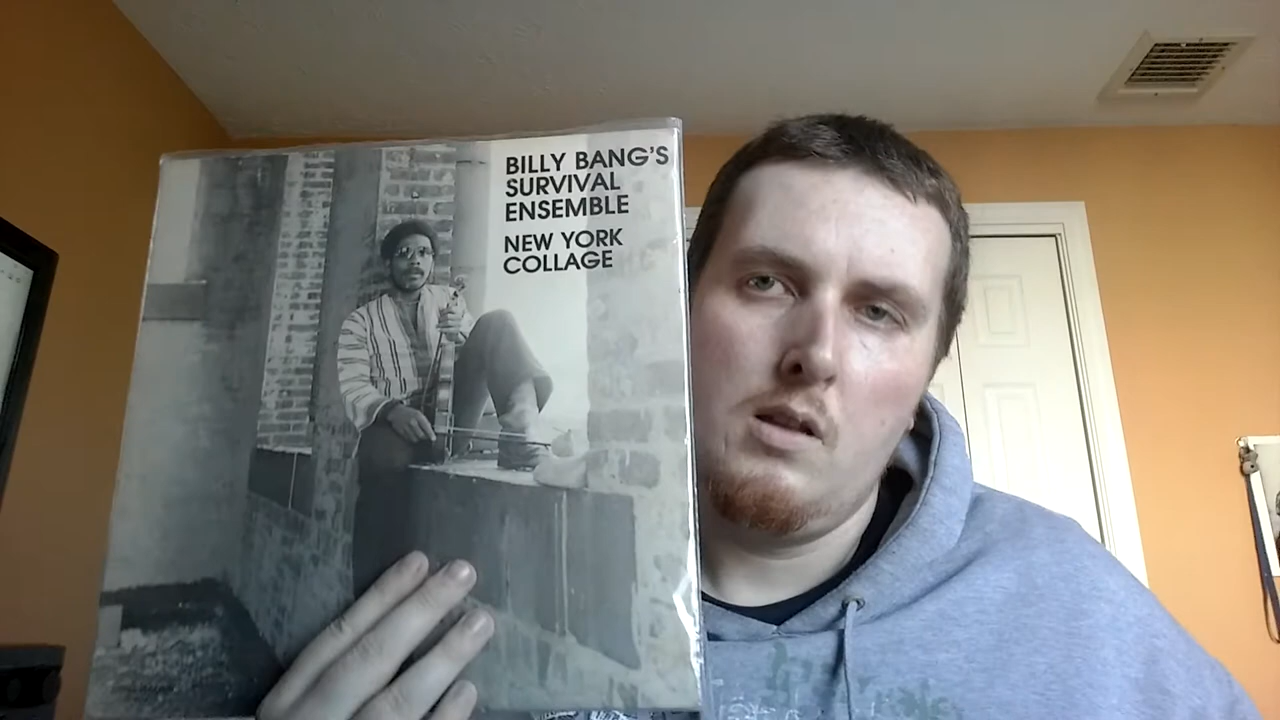 BILLY BANG'S
SURVIVAL
ENSEMBLE
NEW YORK
COLLAGE